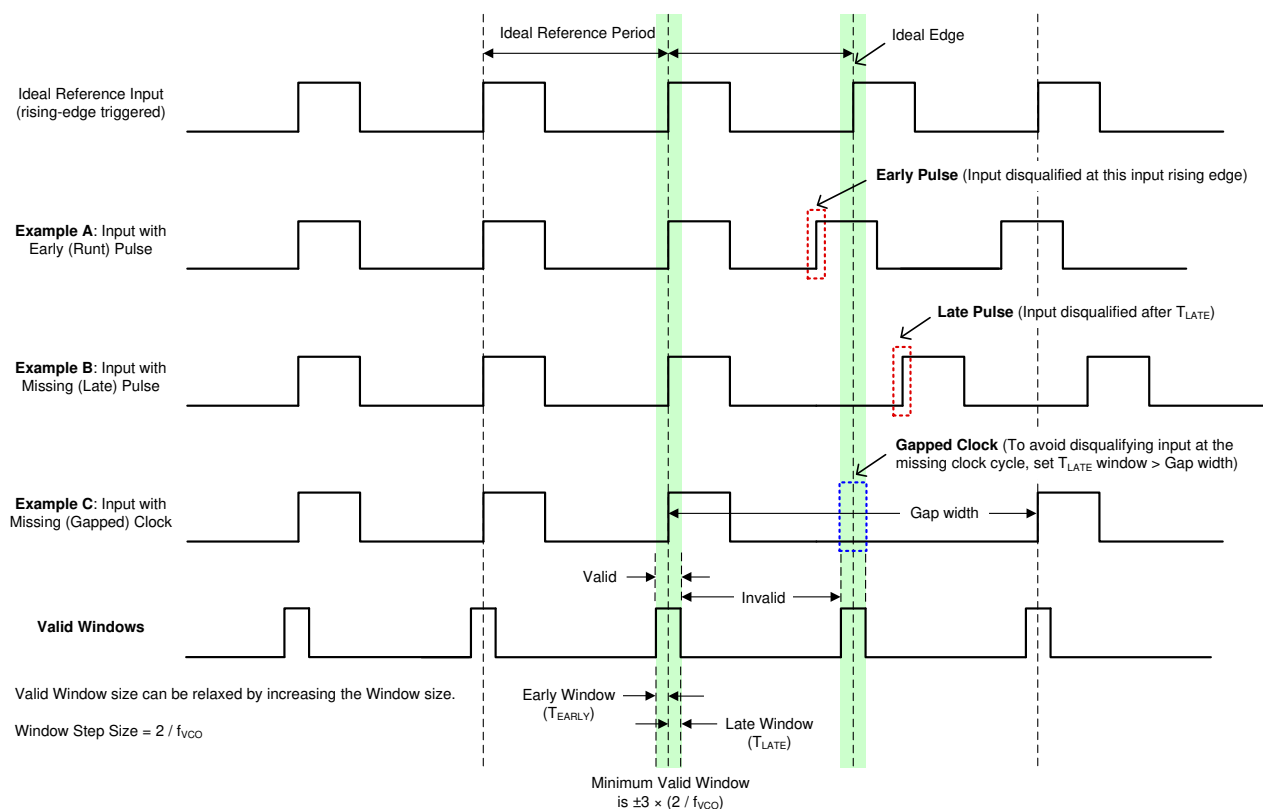 Ideal Reference Period
Ideal Edge
Ideal Reference Input
(rising-edge triggered)
Early Pulse (Input disqualified at this input rising edge)
Example A: Input with
Early (Runt) Pulse
Late Pulse (Input disqualified after TLATE)
Example B: Input with
Missing (Late) Pulse
Gapped Clock (To avoid disqualifying input at the
missing clock cycle, set TLATE window > Gap width)
Example C: Input with
Missing (Gapped) Clock
Gap width
Valid
Invalid
Valid Windows
Valid Window size can be relaxed by increasing the Window size.
Window Step Size = 2 / fVCO
Early Window
(TEARLY)
Late Window
(TLATE)
Minimum Valid Window
is ±3 × (2 / fVCO)